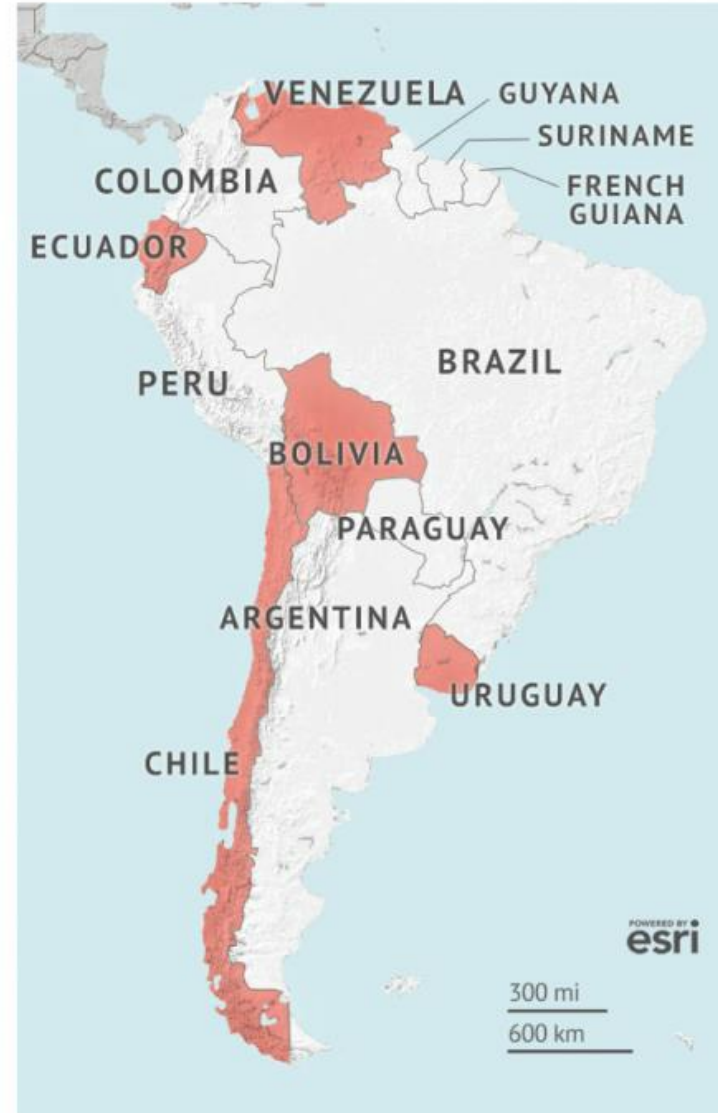 VENEZUELA
GUYANA
SURINAME
COLOMBIA
FRENCH
GUIANA
ECUADOR
BRAZIL
PERU
BOLIVIA
PARAGUAY
ARGENTINA
URUGUAY
CHILE
POWERED BY
esri
300 mi
600 km